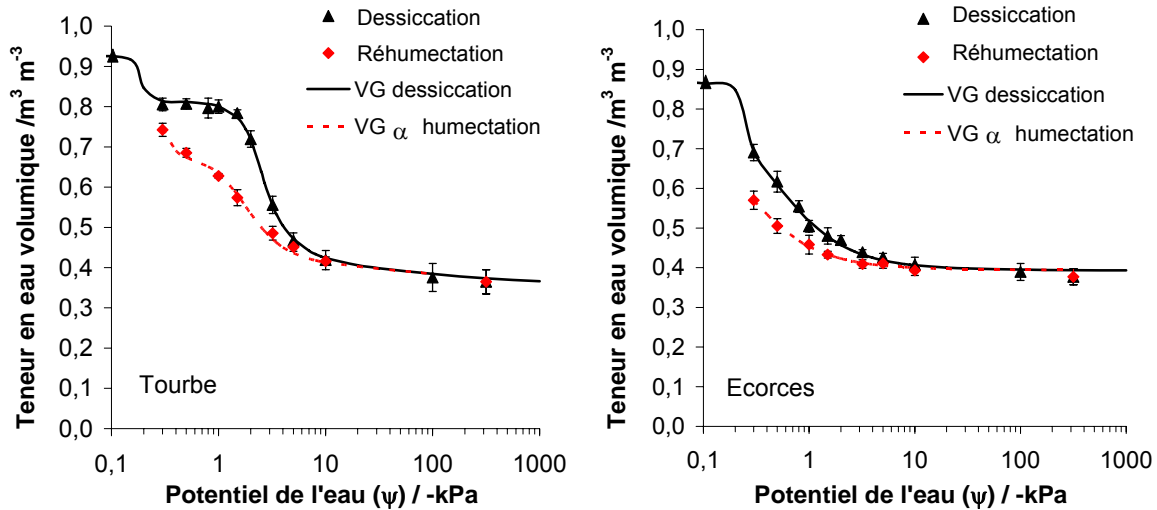 Teneur en eau volumique /m³ m⁻³
1,0
0,9
0,8
0,7
0,6
0,5
0,4
0,3
0,2
0,1
0,0
Dessiccation
Réhumectation
VG dessiccation
VG α humectation
Tourbe
0,1 1 10 100 1000
Potentiel de l'eau (ψ) / -kPa
Teneur en eau volumique /m³ m⁻³
1,0
0,9
0,8
0,7
0,6
0,5
0,4
0,3
0,2
0,1
0,0
Dessiccation
Réhumectation
VG dessiccation
VG α humectation
Ecorces
0,1 1 10 100 1000
Potentiel de l'eau (ψ) / -kPa